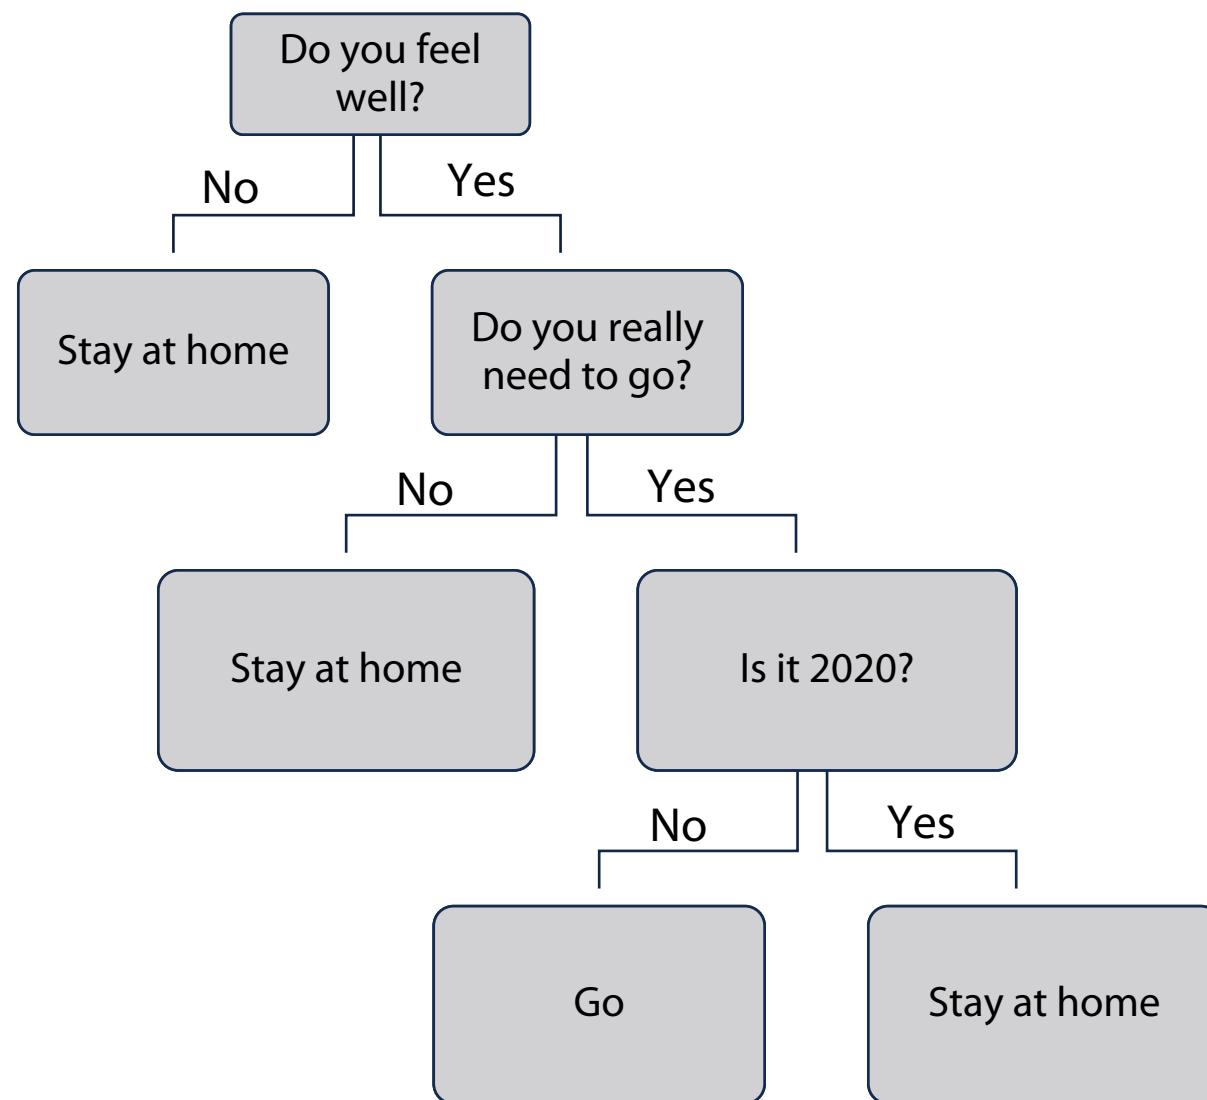 Do you feel
well?
No
Yes
Stay at home
Do you really
need to go?
No
Yes
Stay at home
Is it 2020?
No
Yes
Go
Stay at home